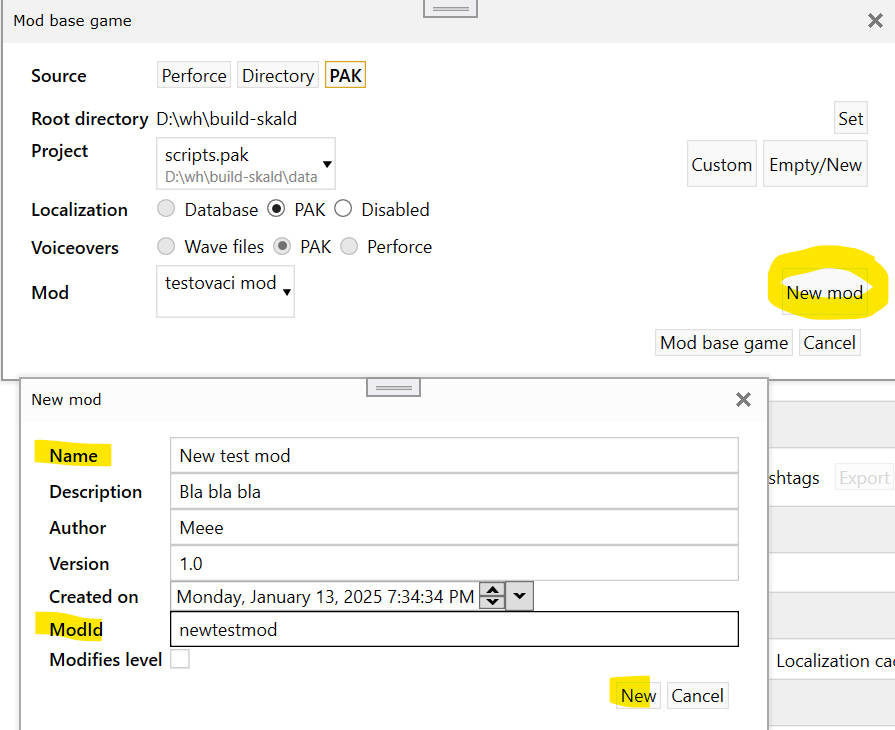 Mod base game
Source Perforce Directory PAK
Root directory D:\wh\build-skald Set
Project scripts.pak
D:\wh\build-skald\data
Custom Empty/New
Localization Database PAK Disabled
Voiceovers Wave files PAK Perforce
Mod testovaci mod New mod
Mod base game Cancel
New mod
Name New test mod
Description Bla bla bla
shtags Export
Author Meee
Version 1.0
Created on Monday, January 13, 2025 7:34:34 PM
ModId newtestmod
Modifies level
Localization cac
New Cancel